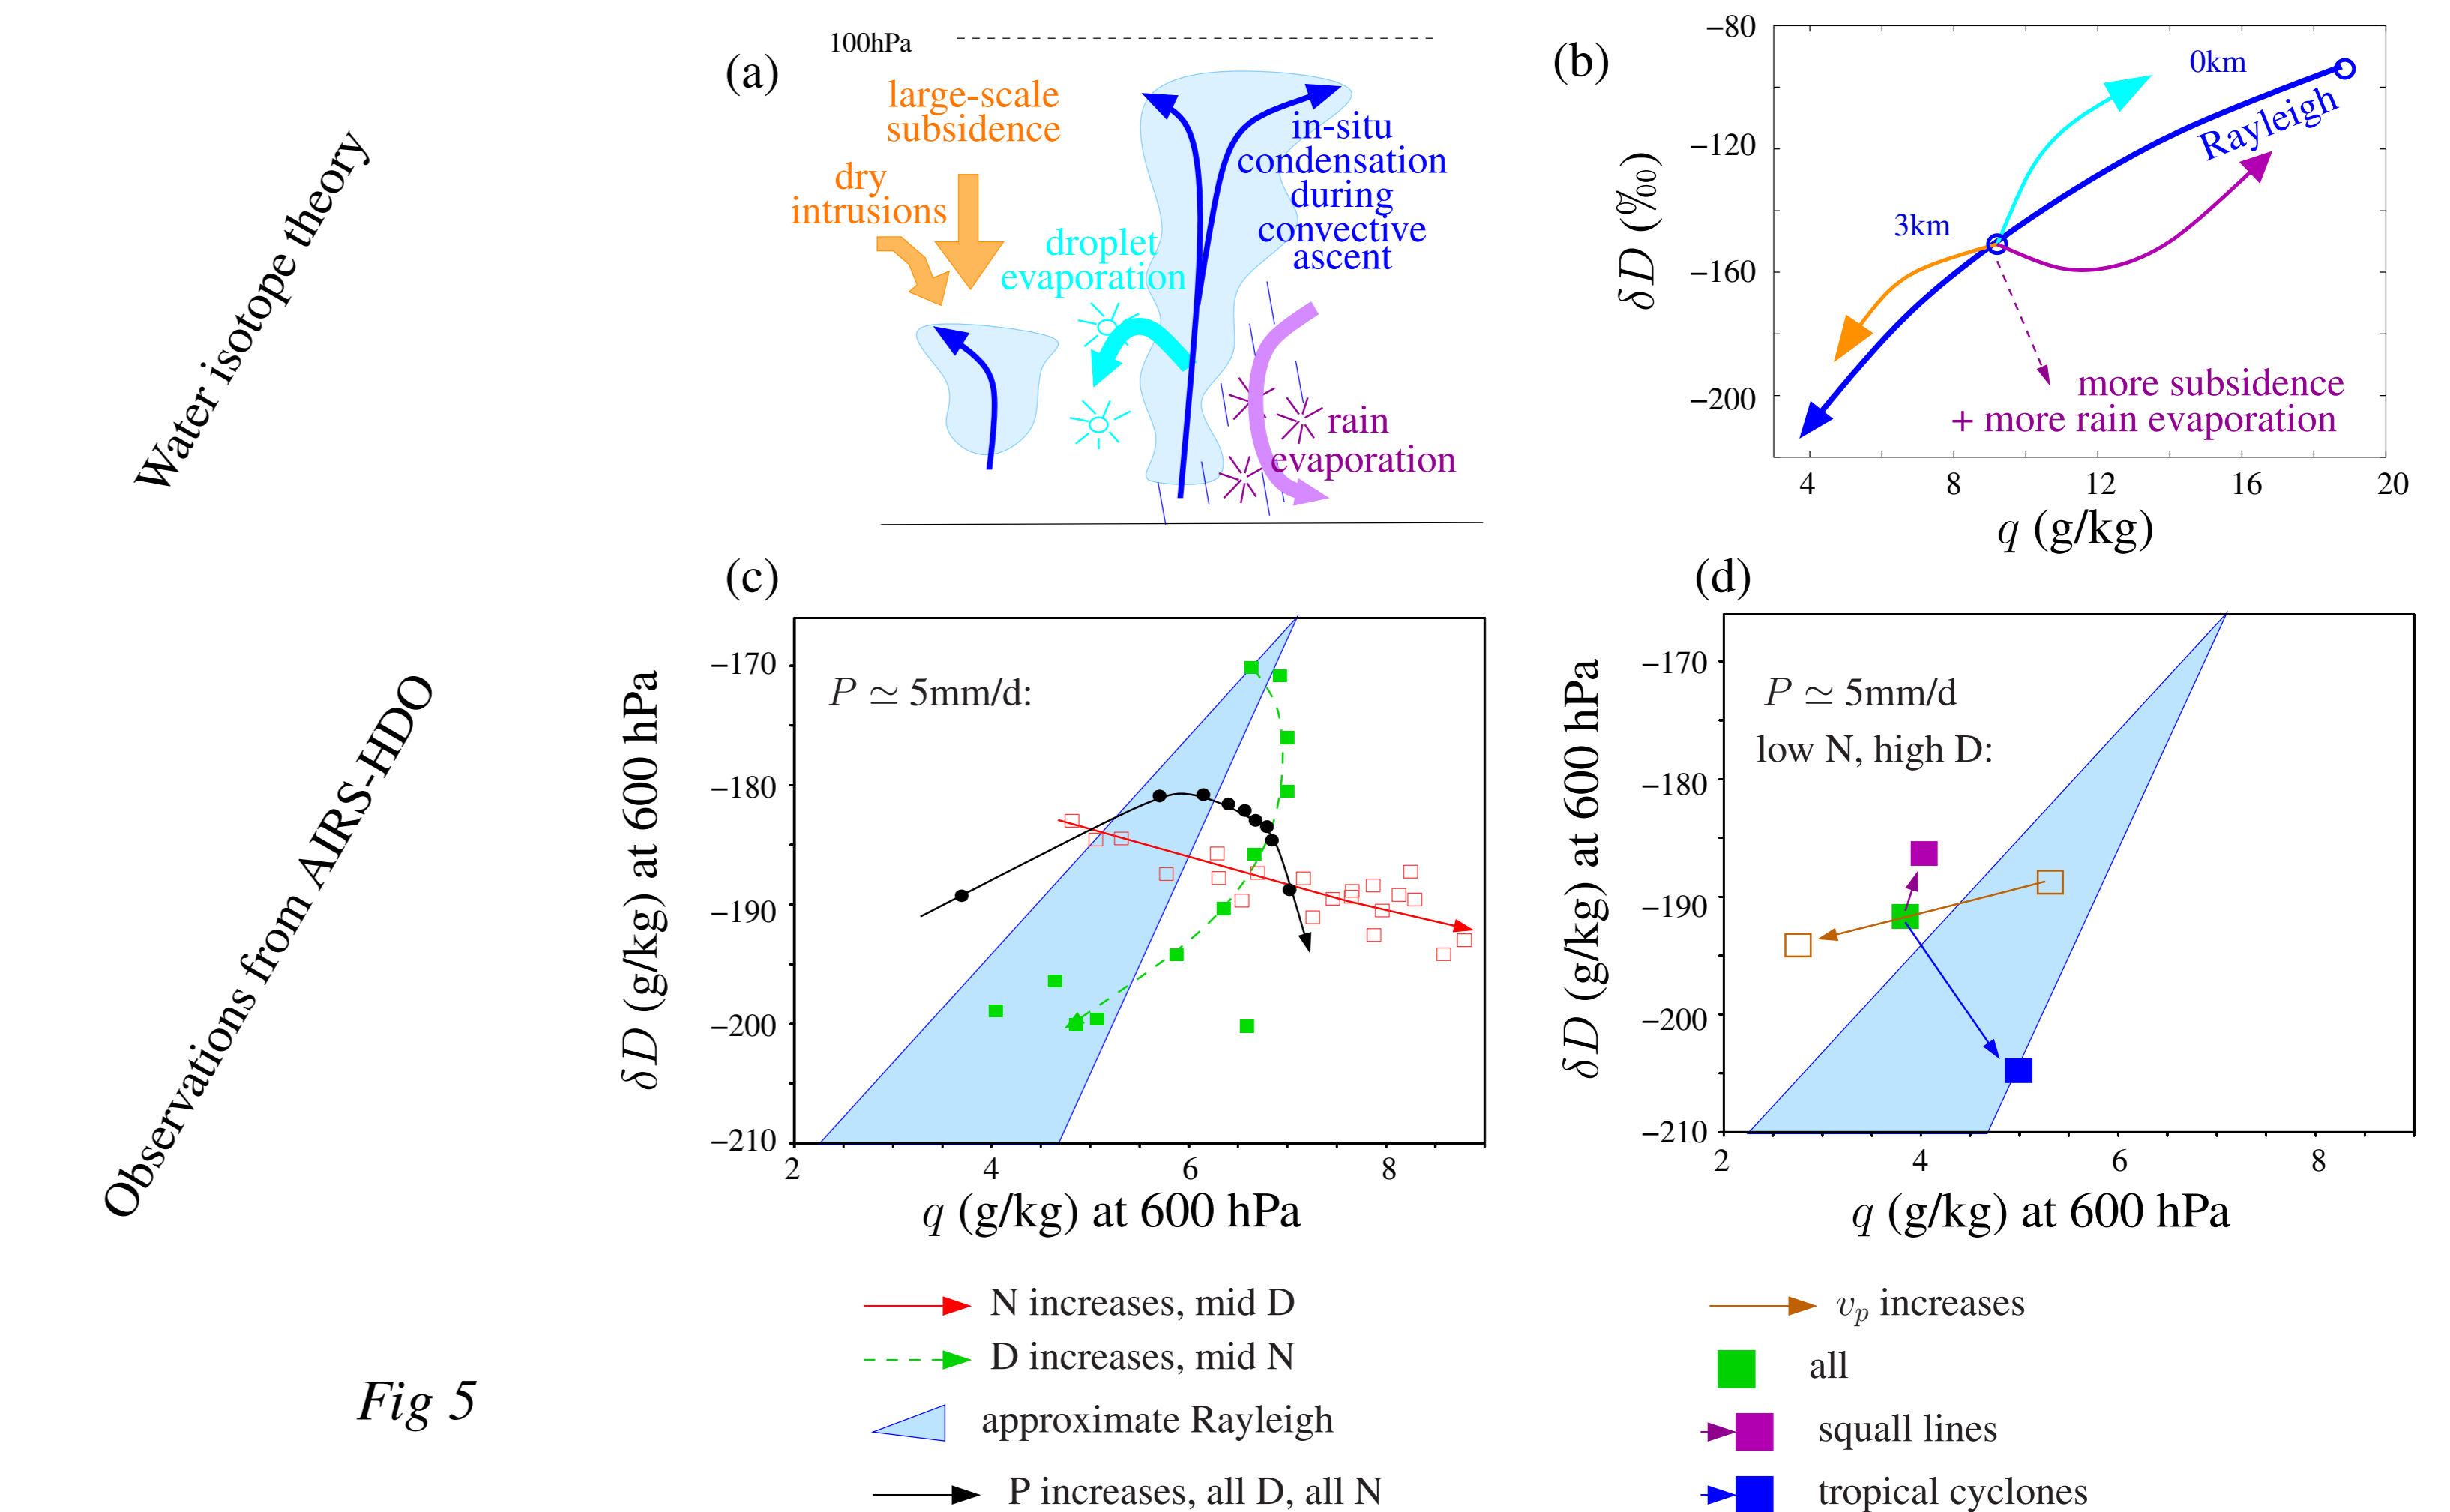 Water isotope theory
(a)
100hPa
large-scale
subsidence
dry
intrusions
droplet
evaporation
in-situ
condensation
during
convective
ascent
rain
evaporation
(b)
−80
−120
−160
−200
δD (‰)
0km
Rayleigh
3km
more subsidence
+ more rain evaporation
4 8 12 16 20
q (g/kg)
Observations from AIRS-HDO
(c)
P ≃ 5mm/d:
−170
−180
−190
−200
−210
δD (g/kg) at 600 hPa
2 4 6 8
q (g/kg) at 600 hPa
N increases, mid D
D increases, mid N
approximate Rayleigh
P increases, all D, all N
(d)
P ≃ 5mm/d
low N, high D:
−170
−180
−190
−200
−210
δD (g/kg) at 600 hPa
2 4 6 8
q (g/kg) at 600 hPa
vₚ increases
all
squall lines
tropical cyclones
Fig 5